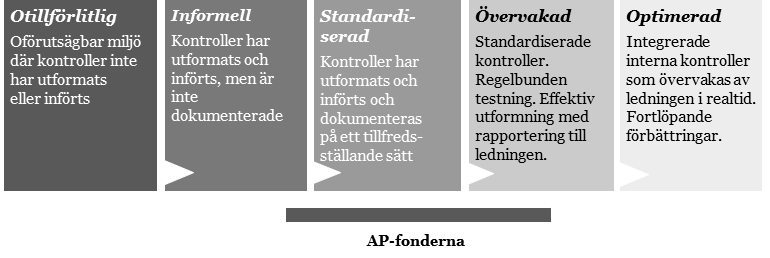 Otillförlitlig
Oförutsägbar miljö
där kontroller inte
har utformats
eller införts
Informell
Kontroller har
utformats och
införts, men är
inte
dokumenterade
Standardi-
serad
Kontroller har
utformats och
införts och
dokumenteras
på ett tillfreds-
ställande sätt
Övervakad
Standardiserade
kontroller.
Regelbunden
testning. Effektiv
utformning med
rapportering till
ledningen.
Optimerad
Integrerade
interna kontroller
som övervakas av
ledningen i realtid.
Fortlöpande
förbättringar.
AP-fonderna